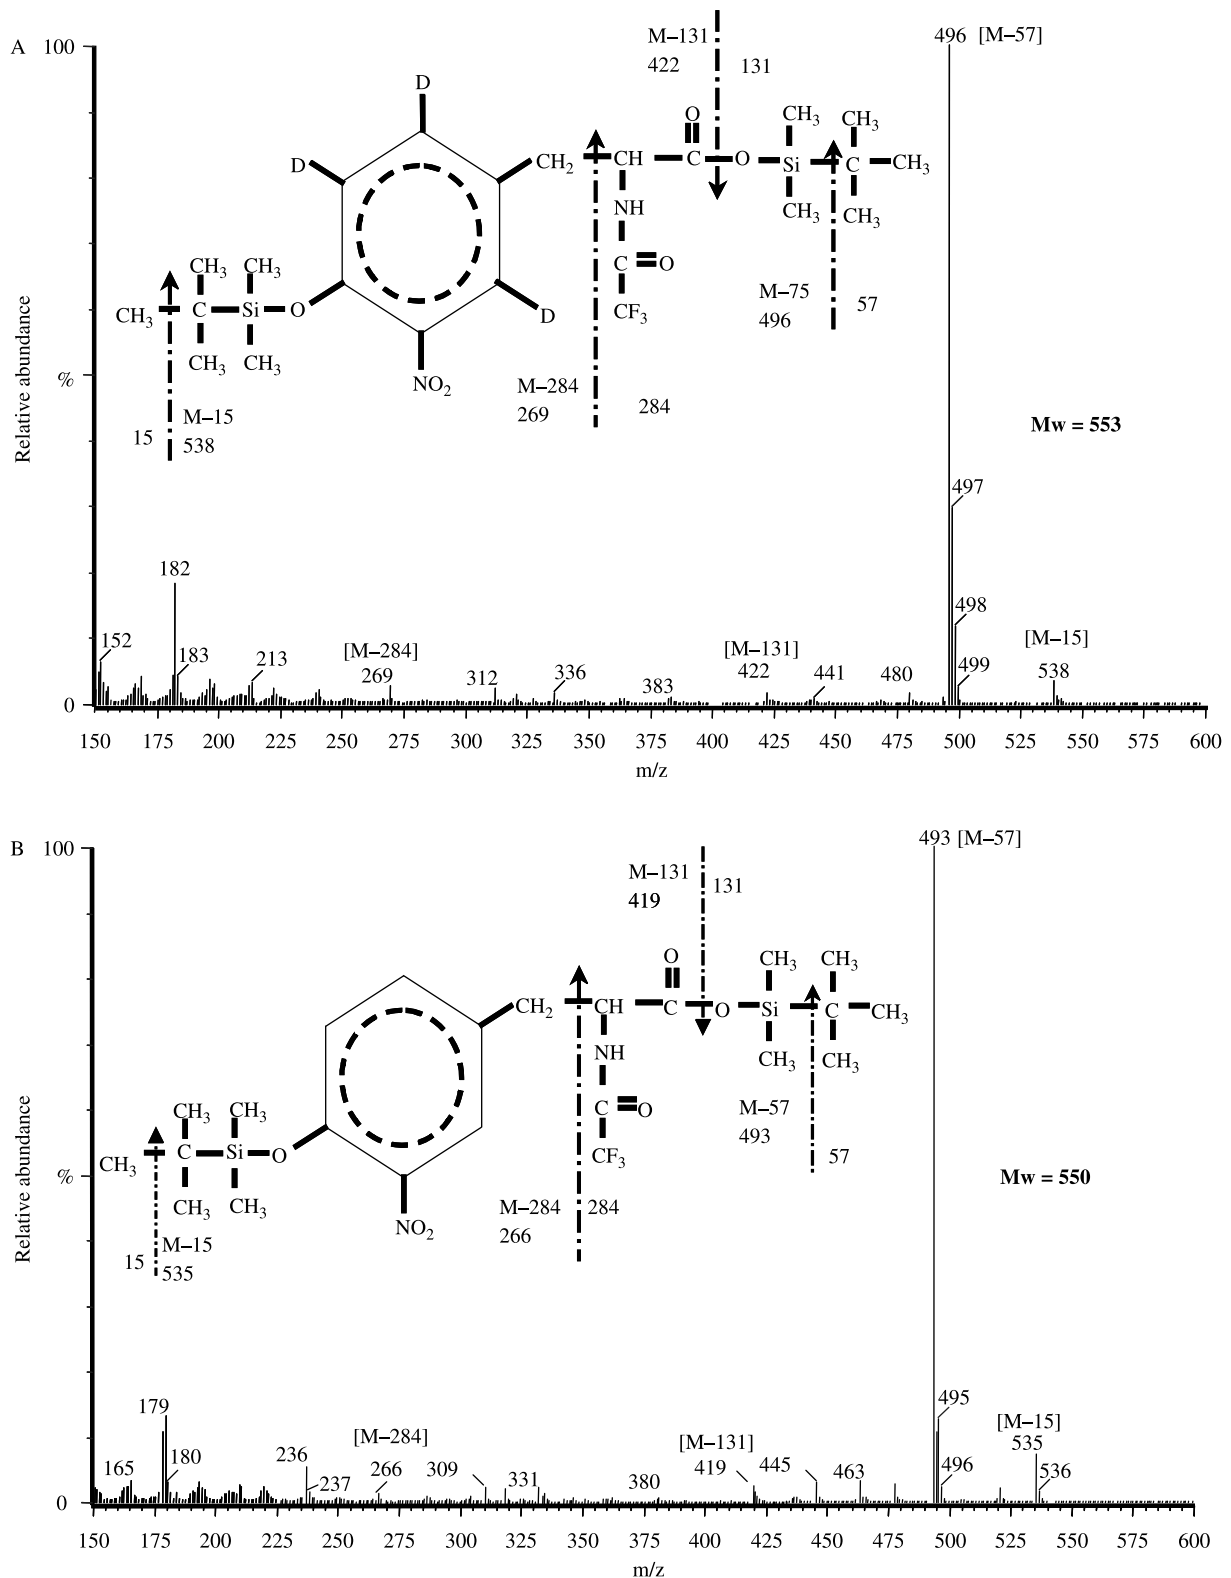 A
100
M–131
422
131
496 [M–57]
D
D
CH2
CH
C
O
O
Si
CH3
CH3
C
CH3
CH3
CH3
NH
C
O
CF3
M–75
496
57
CH3
CH3
CH3
C
Si
O
CH3
CH3
D
NO2
M–284
269
284
15
M–15
538
Relative abundance
%
Mw = 553
497
498
499
182
152
183
213
[M–284]
269
312
336
383
[M–131]
422
441
480
[M–15]
538
0
150 175 200 225 250 275 300 325 350 375 400 425 450 475 500 525 550 575 600
m/z
B
100
M–131
419
131
493 [M–57]
CH2
CH
C
O
O
Si
CH3
CH3
C
CH3
CH3
CH3
NH
C
O
CF3
M–57
493
57
CH3
CH3
CH3
C
Si
O
CH3
CH3
NO2
M–284
266
284
15
M–15
535
Relative abundance
%
Mw = 550
495
496
179
165
180
236
237
[M–284]
266
309
331
380
[M–131]
419
445
463
[M–15]
535
536
0
150 175 200 225 250 275 300 325 350 375 400 425 450 475 500 525 550 575 600
m/z